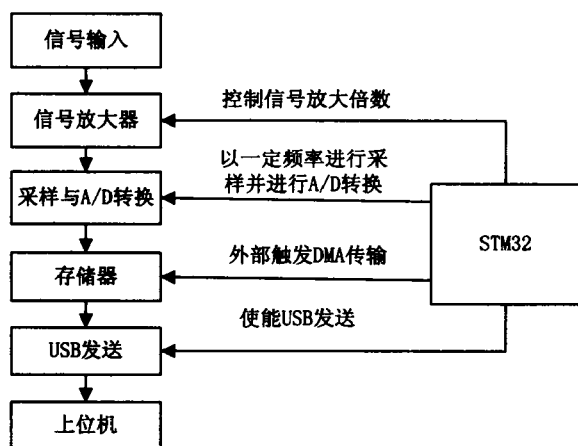 信号输入
控制信号放大倍数
信号放大器
以一定频率进行采
样并进行A/D转换
采样与A/D转换
STM32
外部触发DMA传输
存储器
使能USB发送
USB发送
上位机